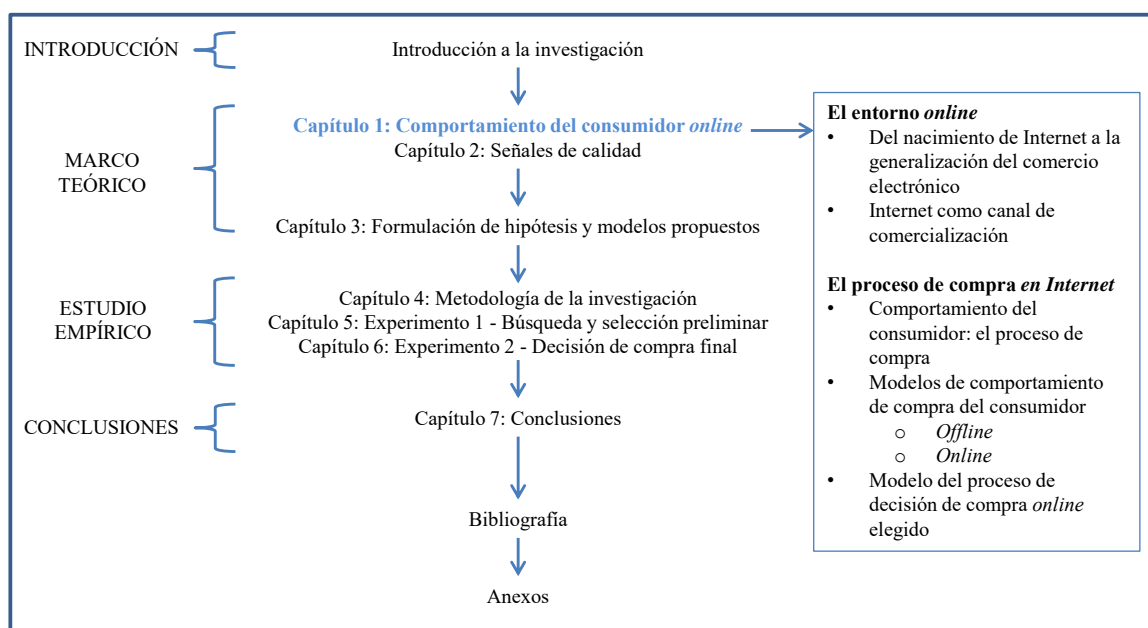 INTRODUCCIÓN
Introducción a la investigación
MARCO
TEÓRICO
Capítulo 1: Comportamiento del consumidor online
Capítulo 2: Señales de calidad
Capítulo 3: Formulación de hipótesis y modelos propuestos
ESTUDIO
EMPÍRICO
Capítulo 4: Metodología de la investigación
Capítulo 5: Experimento 1 - Búsqueda y selección preliminar
Capítulo 6: Experimento 2 - Decisión de compra final
CONCLUSIONES
Capítulo 7: Conclusiones
Bibliografía
Anexos
El entorno online
• Del nacimiento de Internet a la
generalización del comercio
electrónico
• Internet como canal de
comercialización
El proceso de compra en Internet
• Comportamiento del
consumidor: el proceso de
compra
• Modelos de comportamiento
de compra del consumidor
o Offline
o Online
• Modelo del proceso de
decisión de compra online
elegido